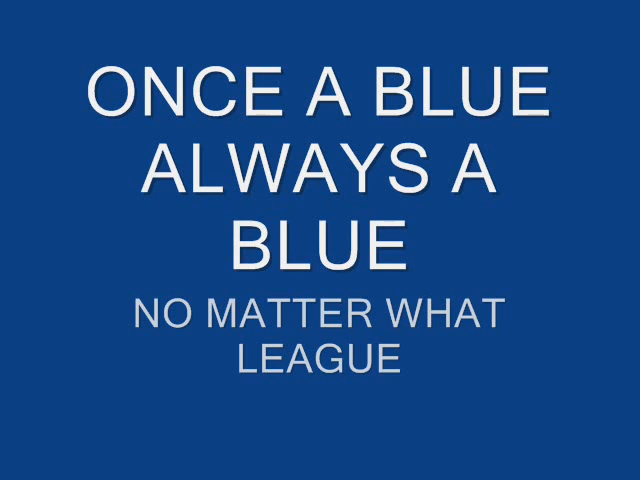 ONCE A BLUE
ALWAYS A
BLUE
NO MATTER WHAT
LEAGUE